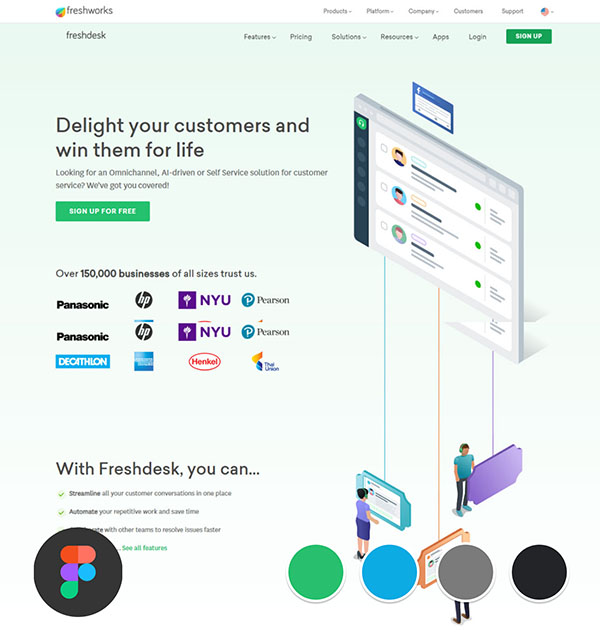 freshworks
Products Platform Company Customers Support
freshdesk
Features Pricing Solutions Resources Apps Login SIGN UP
Delight your customers and
win them for life
Looking for an Omnichannel, AI-driven or Self Service solution for customer
service? We've got you covered!
SIGN UP FOR FREE
Over 150,000 businesses of all sizes trust us.
Panasonic hp NYU Pearson
Panasonic hp NYU Pearson
DECATHLON Henkel Thai
Union
With Freshdesk, you can...
Streamline all your customer conversations in one place
Automate your repetitive work and save time
with other teams to resolve issues faster
...See all features